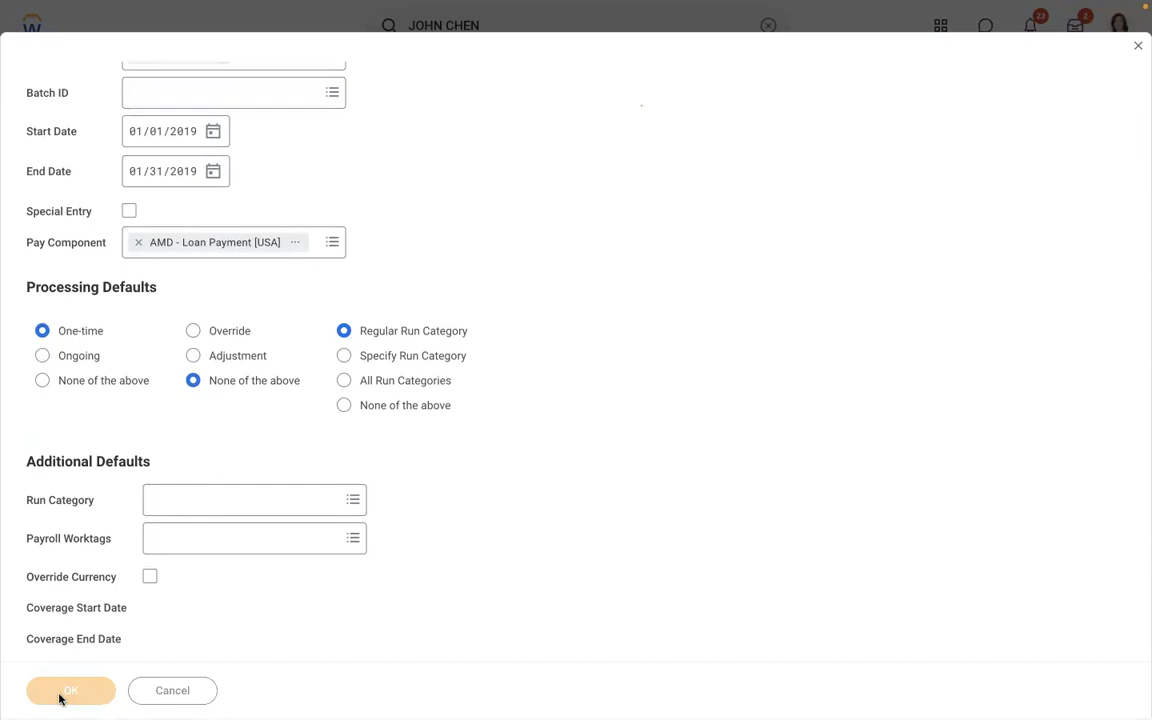 JOHN CHEN
23
2
Batch ID
Start Date 01/01/2019
End Date 01/31/2019
Special Entry
Pay Component AMD - Loan Payment [USA]
Processing Defaults
One-time Override Regular Run Category
Ongoing Adjustment Specify Run Category
None of the above None of the above All Run Categories
None of the above
Additional Defaults
Run Category
Payroll Worktags
Override Currency
Coverage Start Date
Coverage End Date
OK Cancel